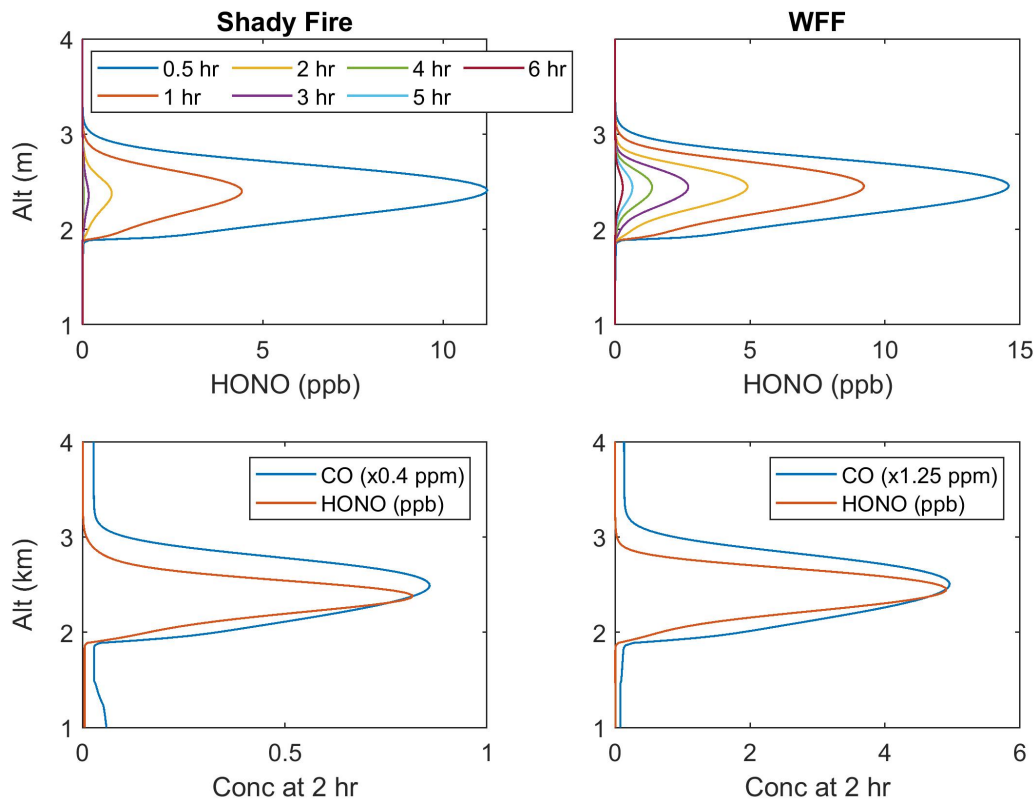 Shady Fire
WFF
4
3
2
1
Alt (m)
0.5 hr
2 hr
4 hr
6 hr
1 hr
3 hr
5 hr
0
5
10
HONO (ppb)
4
3
2
1
0
5
10
15
HONO (ppb)
4
3
2
1
Alt (km)
CO (x0.4 ppm)
HONO (ppb)
0
0.5
1
Conc at 2 hr
4
3
2
1
CO (x1.25 ppm)
HONO (ppb)
0
2
4
6
Conc at 2 hr